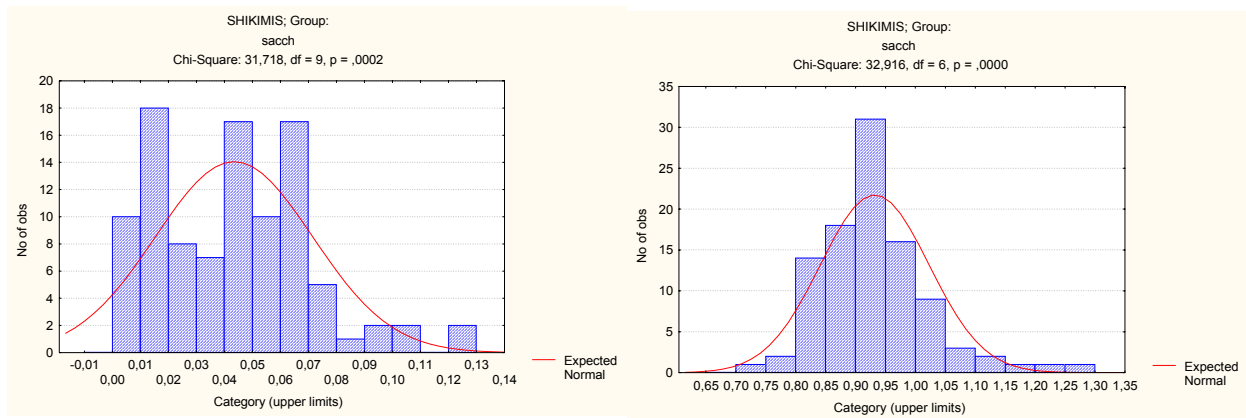 SHIKIMIS; Group:
sacch
Chi-Square: 31,718, df = 9, p = ,0002
20
18
16
14
12
10
8
6
4
2
0
No of obs
-0,01 0,01 0,03 0,05 0,07 0,09 0,11 0,13
0,00 0,02 0,04 0,06 0,08 0,10 0,12 0,14
Category (upper limits)
Expected
Normal
SHIKIMIS; Group:
sacch
Chi-Square: 32,916, df = 6, p = ,0000
35
30
25
20
15
10
5
0
No of obs
0,65 0,70 0,75 0,80 0,85 0,90 0,95 1,00 1,05 1,10 1,15 1,20 1,25 1,30 1,35
Category (upper limits)
Expected
Normal